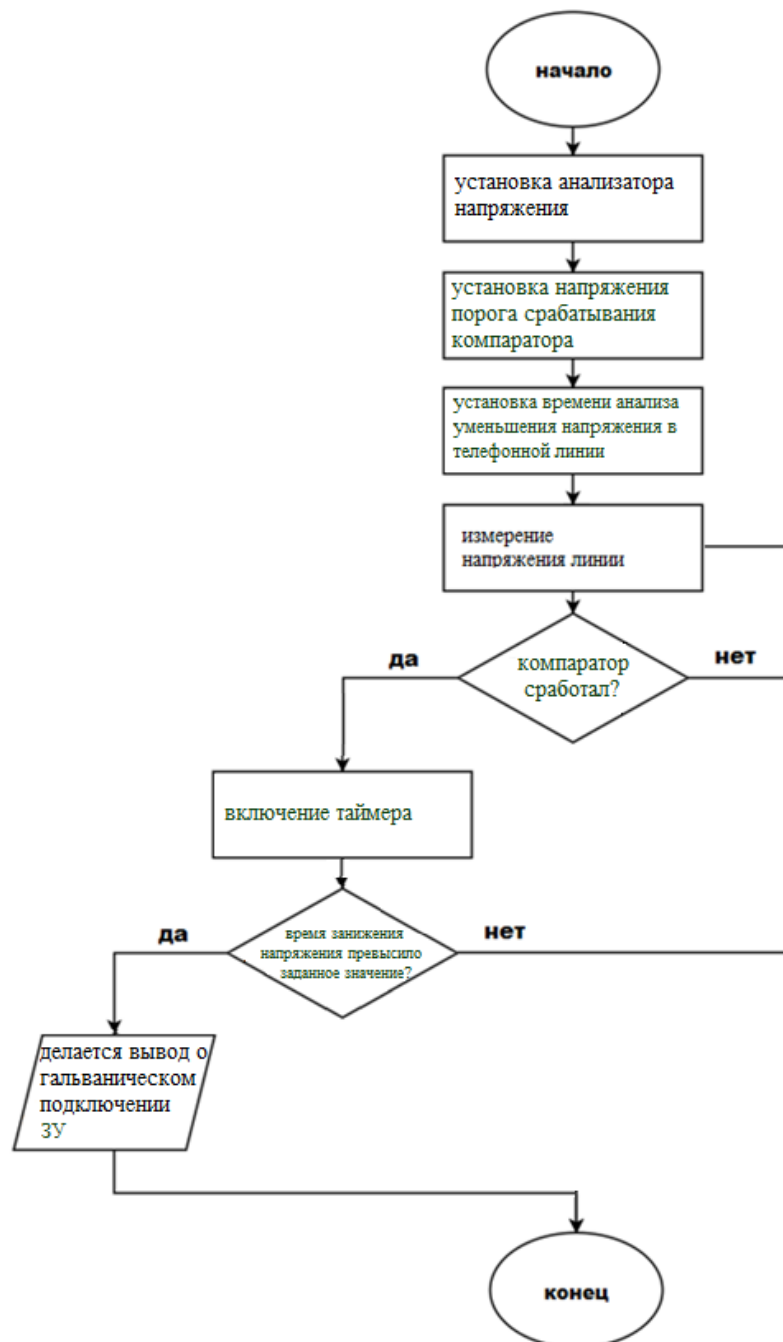 начало
установка анализатора
напряжения
установка напряжения
порога срабатывания
компаратора
установка времени анализа
уменьшения напряжения в
телефонной линии
измерение
напряжения линии
да
компаратор
сработал?
нет
включение таймера
да
время занижения
напряжения превысило
заданное значение?
нет
делается вывод о
гальваническом
подключении
ЗУ
конец